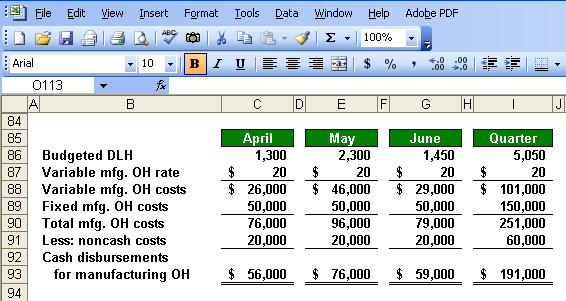 File Edit View Insert Format Tools Data Window Help Adobe PDF
Σ 100%
Arial 10 B I U $ % , .00 .00
O113 fx
A B C D E F G H I J
84
85 April May June Quarter
86 Budgeted DLH 1,300 2,300 1,450 5,050
87 Variable mfg. OH rate $ 20 $ 20 $ 20 $ 20
88 Variable mfg. OH costs $ 26,000 $ 46,000 $ 29,000 $ 101,000
89 Fixed mfg. OH costs 50,000 50,000 50,000 150,000
90 Total mfg. OH costs 76,000 96,000 79,000 251,000
91 Less: noncash costs 20,000 20,000 20,000 60,000
92 Cash disbursements
93 for manufacturing OH $ 56,000 $ 76,000 $ 59,000 $ 191,000
94